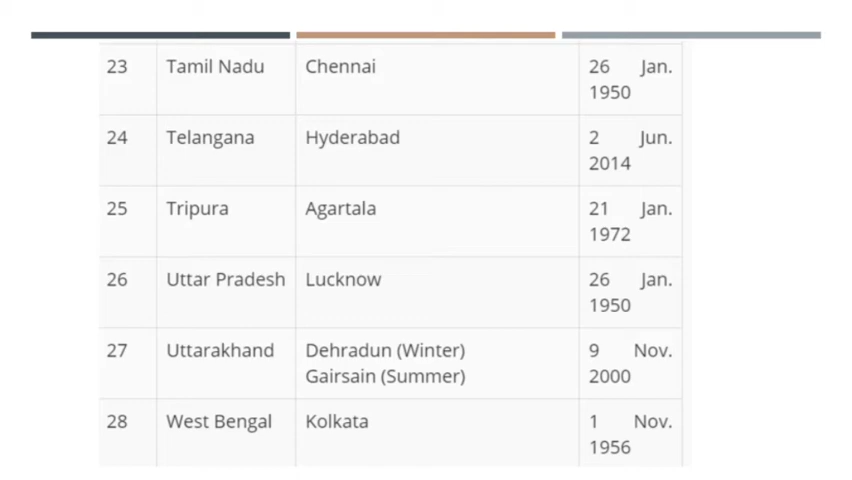 23 Tamil Nadu Chennai 26 Jan.
1950
24 Telangana Hyderabad 2 Jun.
2014
25 Tripura Agartala 21 Jan.
1972
26 Uttar Pradesh Lucknow 26 Jan.
1950
27 Uttarakhand Dehradun (Winter) 9 Nov.
Gairsain (Summer) 2000
28 West Bengal Kolkata 1 Nov.
1956